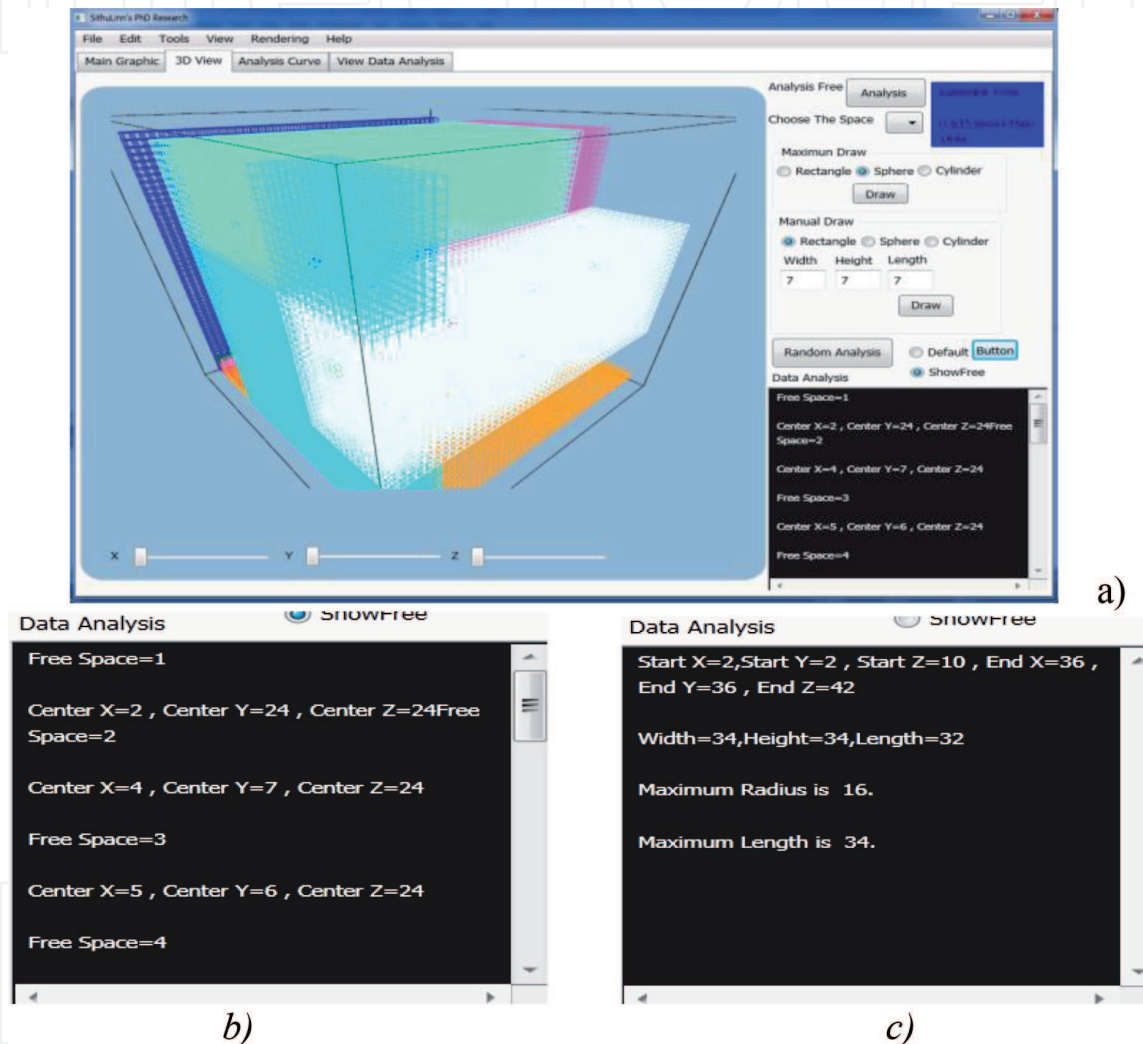 SithuLinn's PhD Research
File Edit Tools View Rendering Help
Main Graphic 3D View Analysis Curve View Data Analysis
Analysis Free Analysis
Choose The Space
Maximun Draw
Rectangle Sphere Cylinder
Draw
Manual Draw
Rectangle Sphere Cylinder
Width Height Length
7 7 7
Draw
Random Analysis Default Button
ShowFree
Data Analysis
Free Space=1
Center X=2 , Center Y=24 , Center Z=24Free
Space=2
Center X=4 , Center Y=7 , Center Z=24
Free Space=3
Center X=5 , Center Y=6 , Center Z=24
Free Space=4
X Y Z
a)
Data Analysis ShowFree
Free Space=1
Center X=2 , Center Y=24 , Center Z=24Free
Space=2
Center X=4 , Center Y=7 , Center Z=24
Free Space=3
Center X=5 , Center Y=6 , Center Z=24
Free Space=4
b)
Data Analysis ShowFree
Start X=2,Start Y=2 , Start Z=10 , End X=36 ,
End Y=36 , End Z=42
Width=34,Height=34,Length=32
Maximum Radius is 16.
Maximum Length is 34.
c)